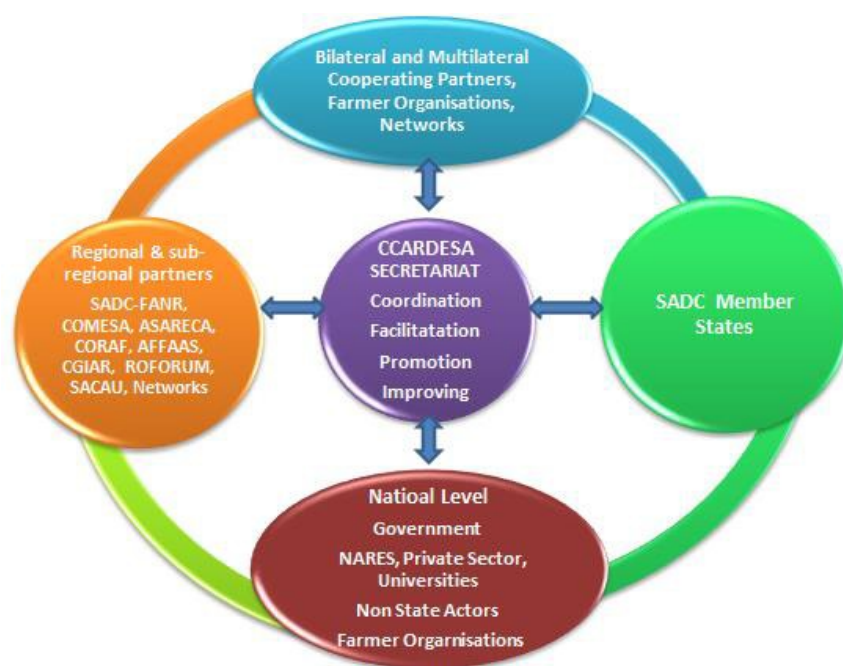 Bilateral and Multilateral
Cooperating Partners,
Farmer Organisations,
Networks
Regional & sub-
regional partners
SADC-FANR,
COMESA, ASARECA,
CORAF, AFFAAS,
CGIAR, ROFORUM,
SACAU, Networks
CCARDESA
SECRETARIAT
Coordination
Facilitatation
Promotion
Improving
SADC Member
States
Natioal Level
Government
NARES, Private Sector,
Universities
Non State Actors
Farmer Orgarnisations